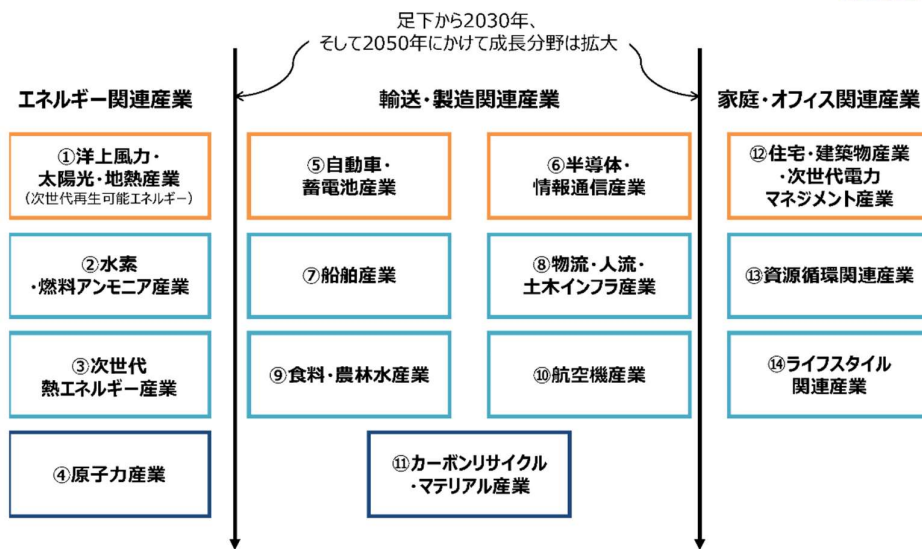 足下から2030年、
そして2050年にかけて成長分野は拡大
エネルギー関連産業
輸送・製造関連産業
家庭・オフィス関連産業
①洋上風力・
太陽光・地熱産業
(次世代再生可能エネルギー)
②水素
・燃料アンモニア産業
③次世代
熱エネルギー産業
④原子力産業
⑤自動車・
蓄電池産業
⑥半導体・
情報通信産業
⑦船舶産業
⑧物流・人流・
土木インフラ産業
⑨食料・農林水産業
⑩航空機産業
⑪カーボンリサイクル
・マテリアル産業
⑫住宅・建築物産業
・次世代電力
マネジメント産業
⑬資源循環関連産業
⑭ライフスタイル
関連産業